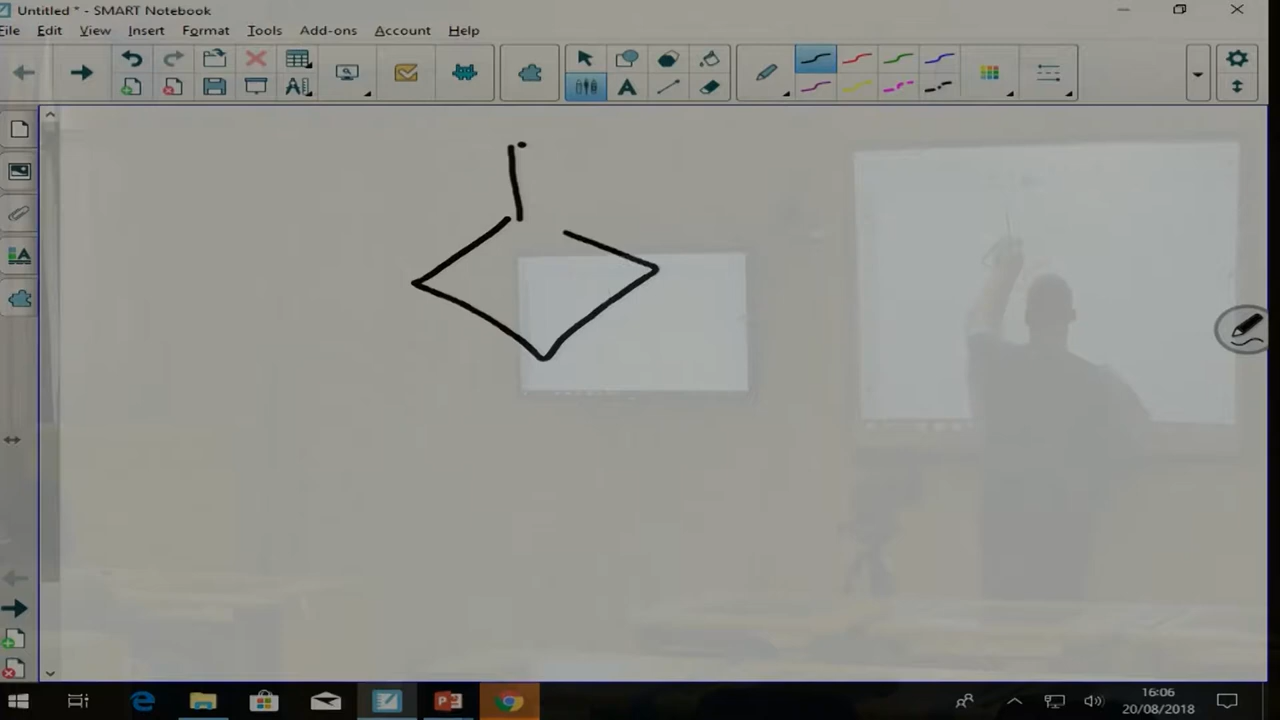 Untitled * - SMART Notebook
File Edit View Insert Format Tools Add-ons Account Help
16:06
20/08/2018